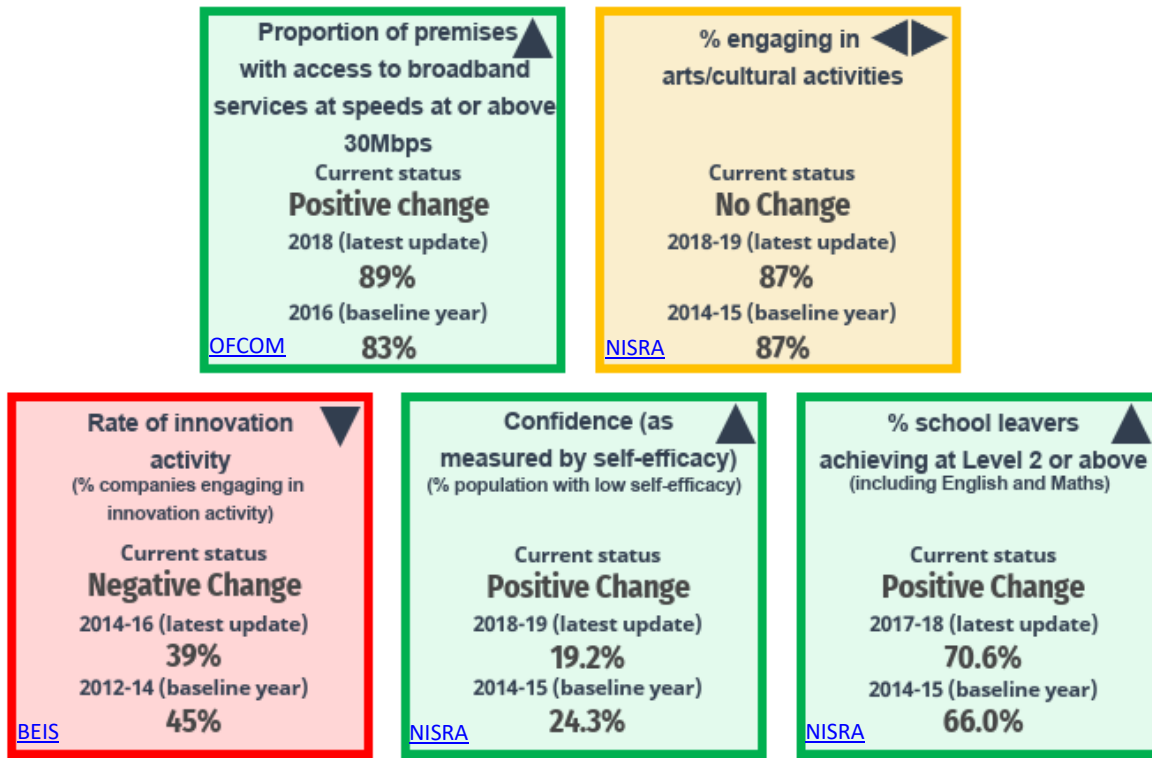 Proportion of premises
with access to broadband
services at speeds at or above
30Mbps
Current status
Positive change
2018 (latest update)
89%
2016 (baseline year)
83%
OFCOM
% engaging in
arts/cultural activities
Current status
No Change
2018-19 (latest update)
87%
2014-15 (baseline year)
87%
NISRA
Rate of innovation
activity
(% companies engaging in
innovation activity)
Current status
Negative Change
2014-16 (latest update)
39%
2012-14 (baseline year)
45%
BEIS
Confidence (as
measured by self-efficacy)
(% population with low self-efficacy)
Current status
Positive Change
2018-19 (latest update)
19.2%
2014-15 (baseline year)
24.3%
NISRA
% school leavers
achieving at Level 2 or above
(including English and Maths)
Current status
Positive Change
2017-18 (latest update)
70.6%
2014-15 (baseline year)
66.0%
NISRA